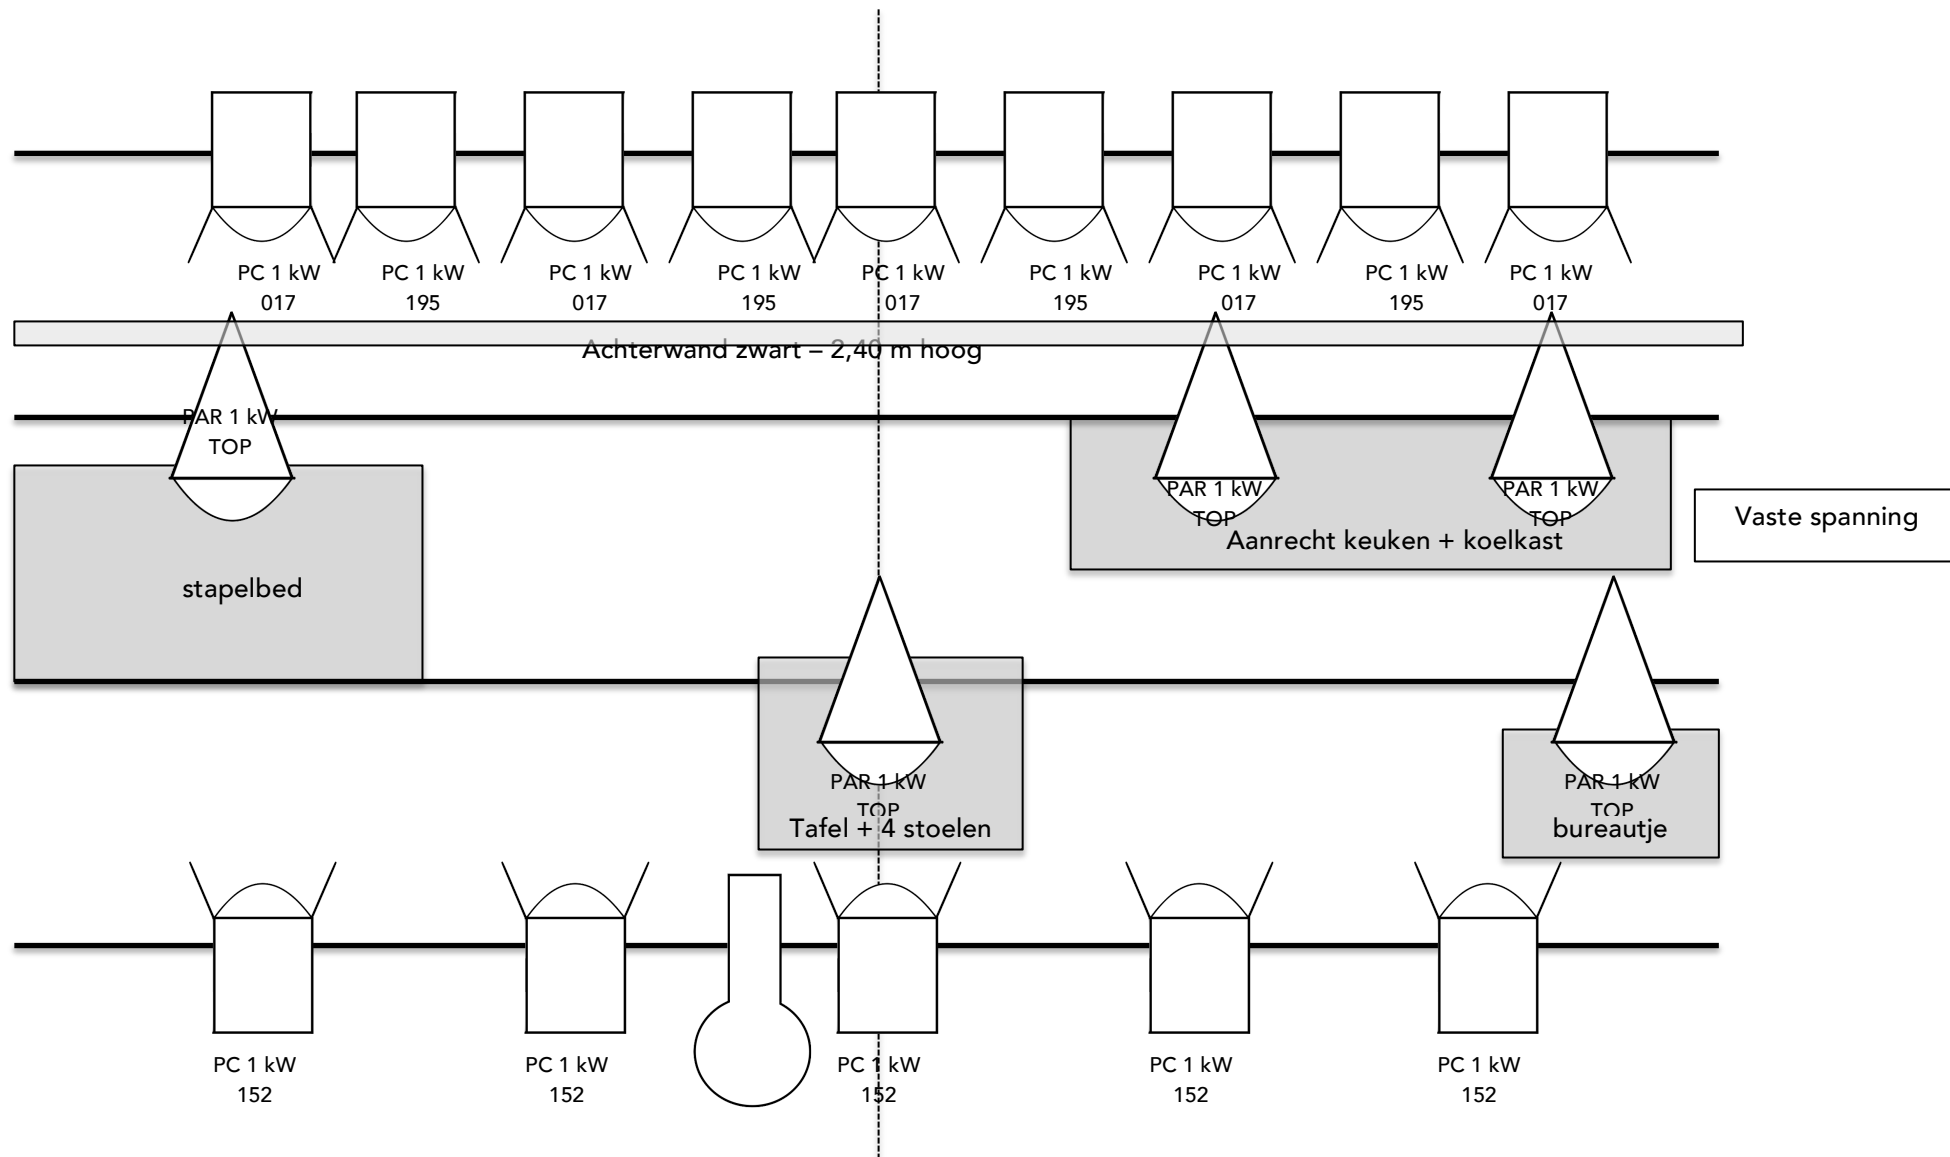 PC 1 kW
017
PC 1 kW
195
PC 1 kW
017
PC 1 kW
195
PC 1 kW
017
PC 1 kW
195
PC 1 kW
017
PC 1 kW
195
PC 1 kW
017
Achterwand zwart – 2,40 m hoog
PAR 1 kW
TOP
PAR 1 kW
TOP
PAR 1 kW
TOP
Aanrecht keuken + koelkast
Vaste spanning
stapelbed
PAR 1 kW
TOP
Tafel + 4 stoelen
PAR 1 kW
TOP
bureautje
PC 1 kW
152
PC 1 kW
152
PC 1 kW
152
PC 1 kW
152
PC 1 kW
152